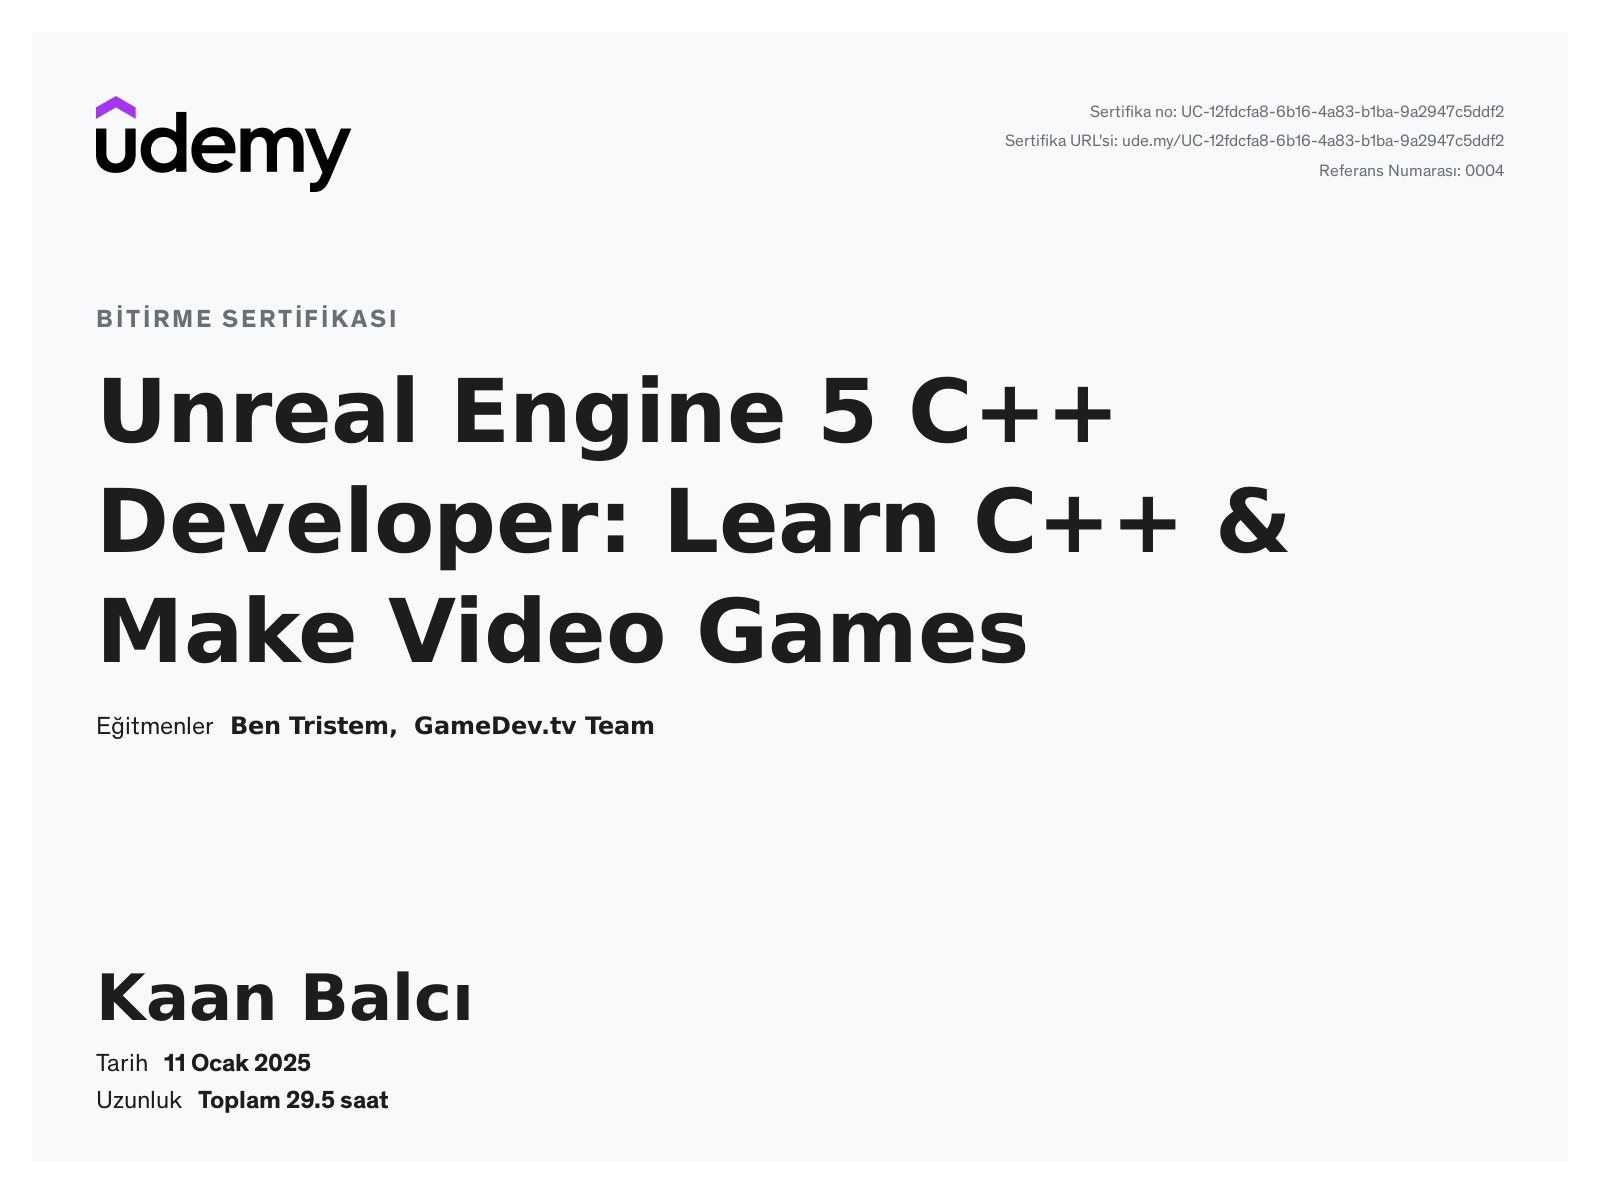 udemy
Sertifika no: UC-12fdcfa8-6b16-4a83-b1ba-9a2947c5ddf2
Sertifika URL'si: ude.my/UC-12fdcfa8-6b16-4a83-b1ba-9a2947c5ddf2
Referans Numarası: 0004
BİTİRME SERTİFİKASI
Unreal Engine 5 C++
Developer: Learn C++ &
Make Video Games
Eğitmenler Ben Tristem, GameDev.tv Team
Kaan Balcı
Tarih 11 Ocak 2025
Uzunluk Toplam 29.5 saat